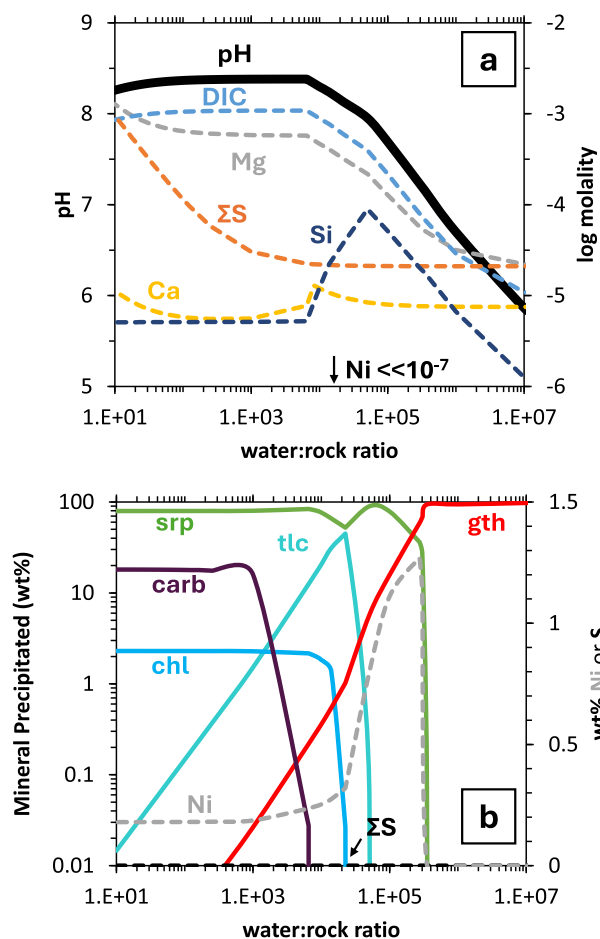 9
-2
pH
a
8
DIC
-3
Mg
pH
7
ΣS
-4
log molality
Si
6
Ca
-5
Ni <<10-7
5
-6
1.E+01
1.E+03
1.E+05
1.E+07
water:rock ratio
100
1.5
srp
gth
tlc
carb
10
1
chl
1
Mineral Precipitated (wt%)
wt% Ni or S
0.5
0.1
Ni
ΣS
b
0.01
0
1.E+01
1.E+03
1.E+05
1.E+07
water:rock ratio